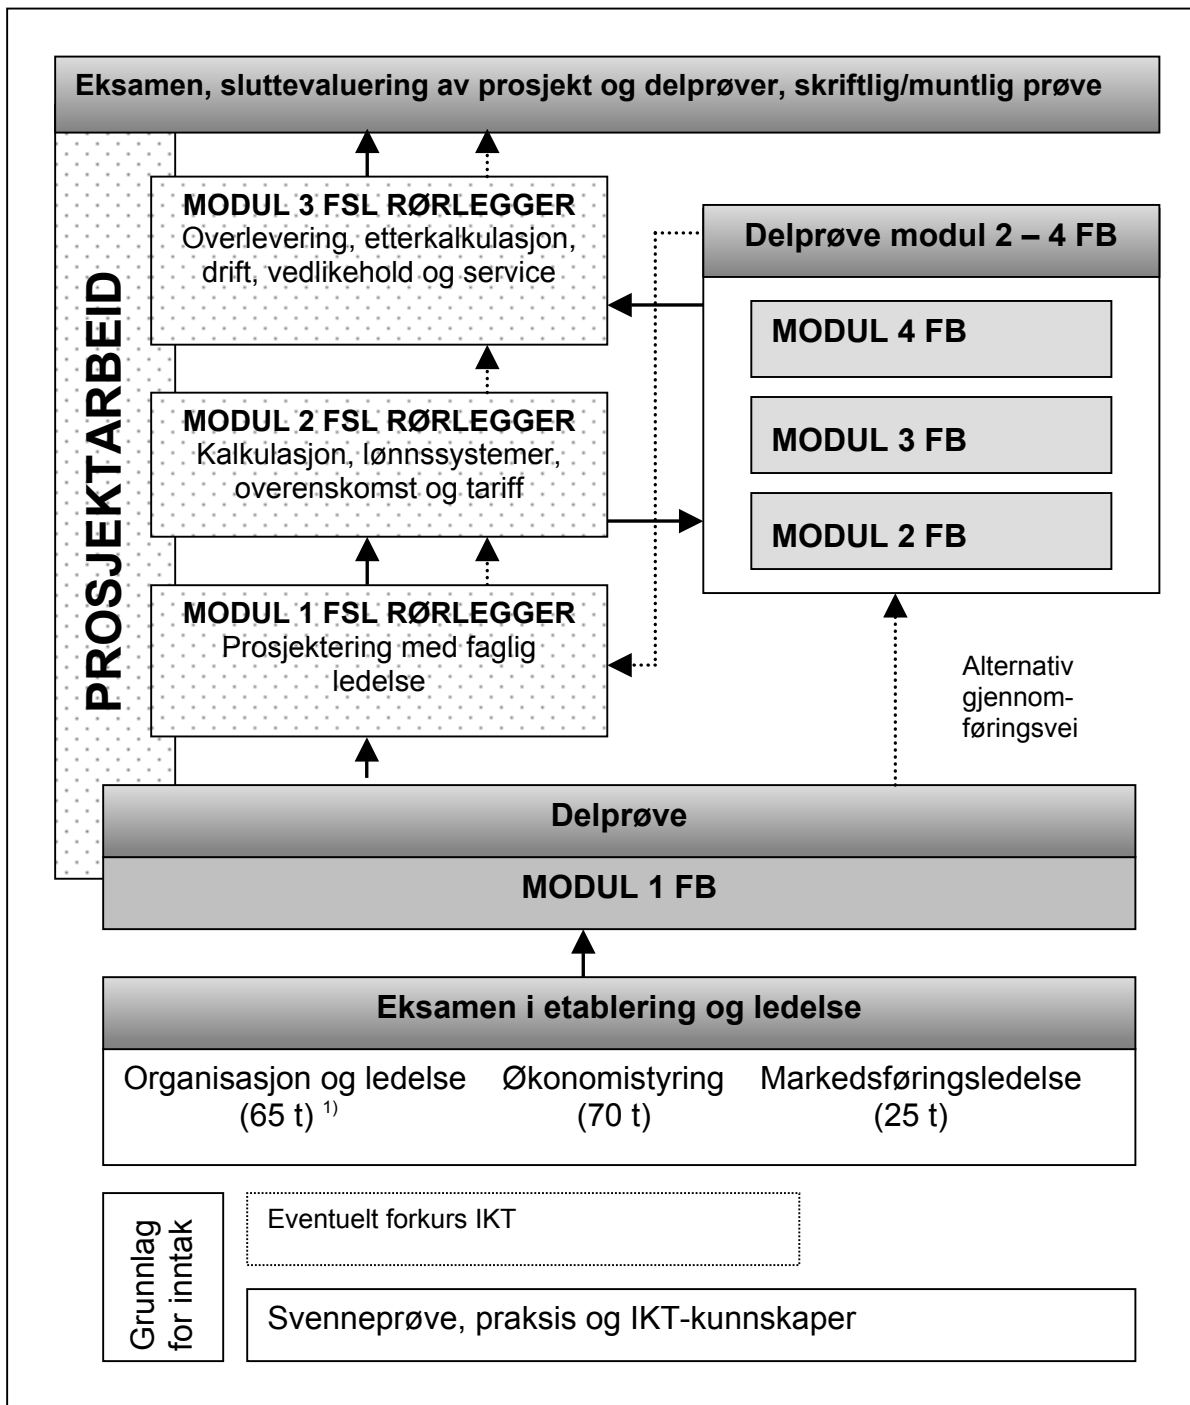 Eksamen, sluttevaluering av prosjekt og delprøver, skriftlig/muntlig prøve
PROSJEKTARBEID
MODUL 3 FSL RØRLEGGER
Overlevering, etterkalkulasjon,
drift, vedlikehold og service
MODUL 2 FSL RØRLEGGER
Kalkulasjon, lønnssystemer,
overenskomst og tariff
MODUL 1 FSL RØRLEGGER
Prosjektering med faglig
ledelse
Delprøve modul 2 – 4 FB
MODUL 4 FB
MODUL 3 FB
MODUL 2 FB
Alternativ
gjennom-
føringsvei
Delprøve
MODUL 1 FB
Eksamen i etablering og ledelse
Organisasjon og ledelse
(65 t) 1)
Økonomistyring
(70 t)
Markedsføringsledelse
(25 t)
Grunnlag
for inntak
Eventuelt forkurs IKT
Svenneprøve, praksis og IKT-kunnskaper